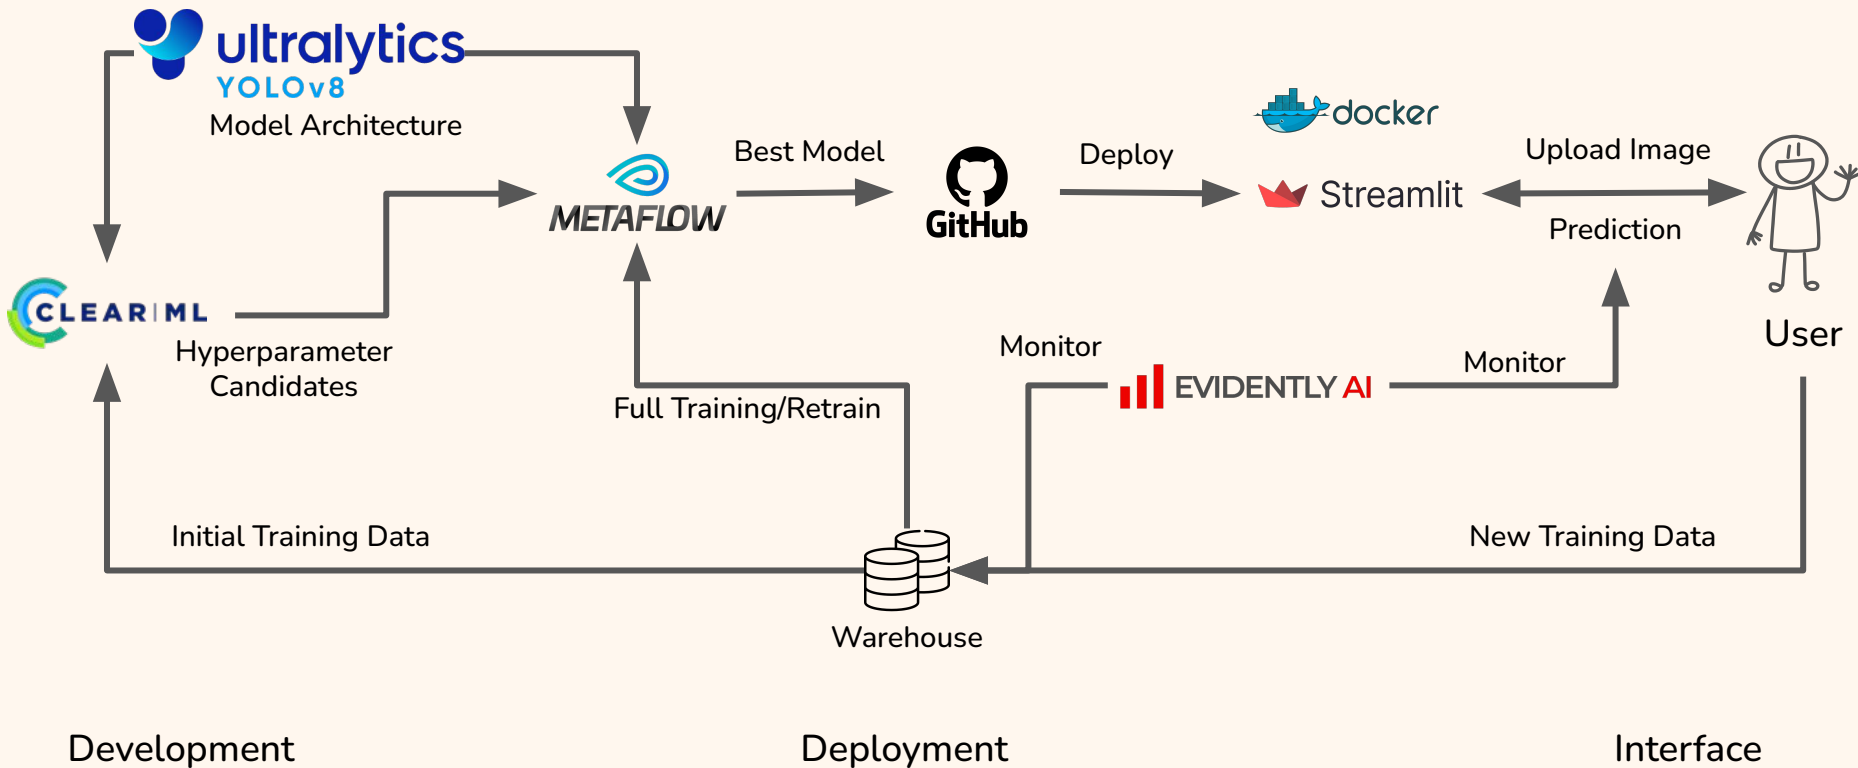 ultralytics
YOLOv8
Model Architecture
docker
Best Model
Deploy
Upload Image
METAFLOW
GitHub
Streamlit
Prediction
CLEAR|ML
Hyperparameter
Candidates
User
Monitor
Monitor
EVIDENTLY AI
Full Training/Retrain
Initial Training Data
New Training Data
Warehouse
Development
Deployment
Interface